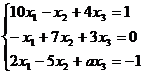 10x₁ − x₂ + 4x₃ = 1
− x₁ + 7x₂ + 3x₃ = 0
2x₁ − 5x₂ + ax₃ = −1